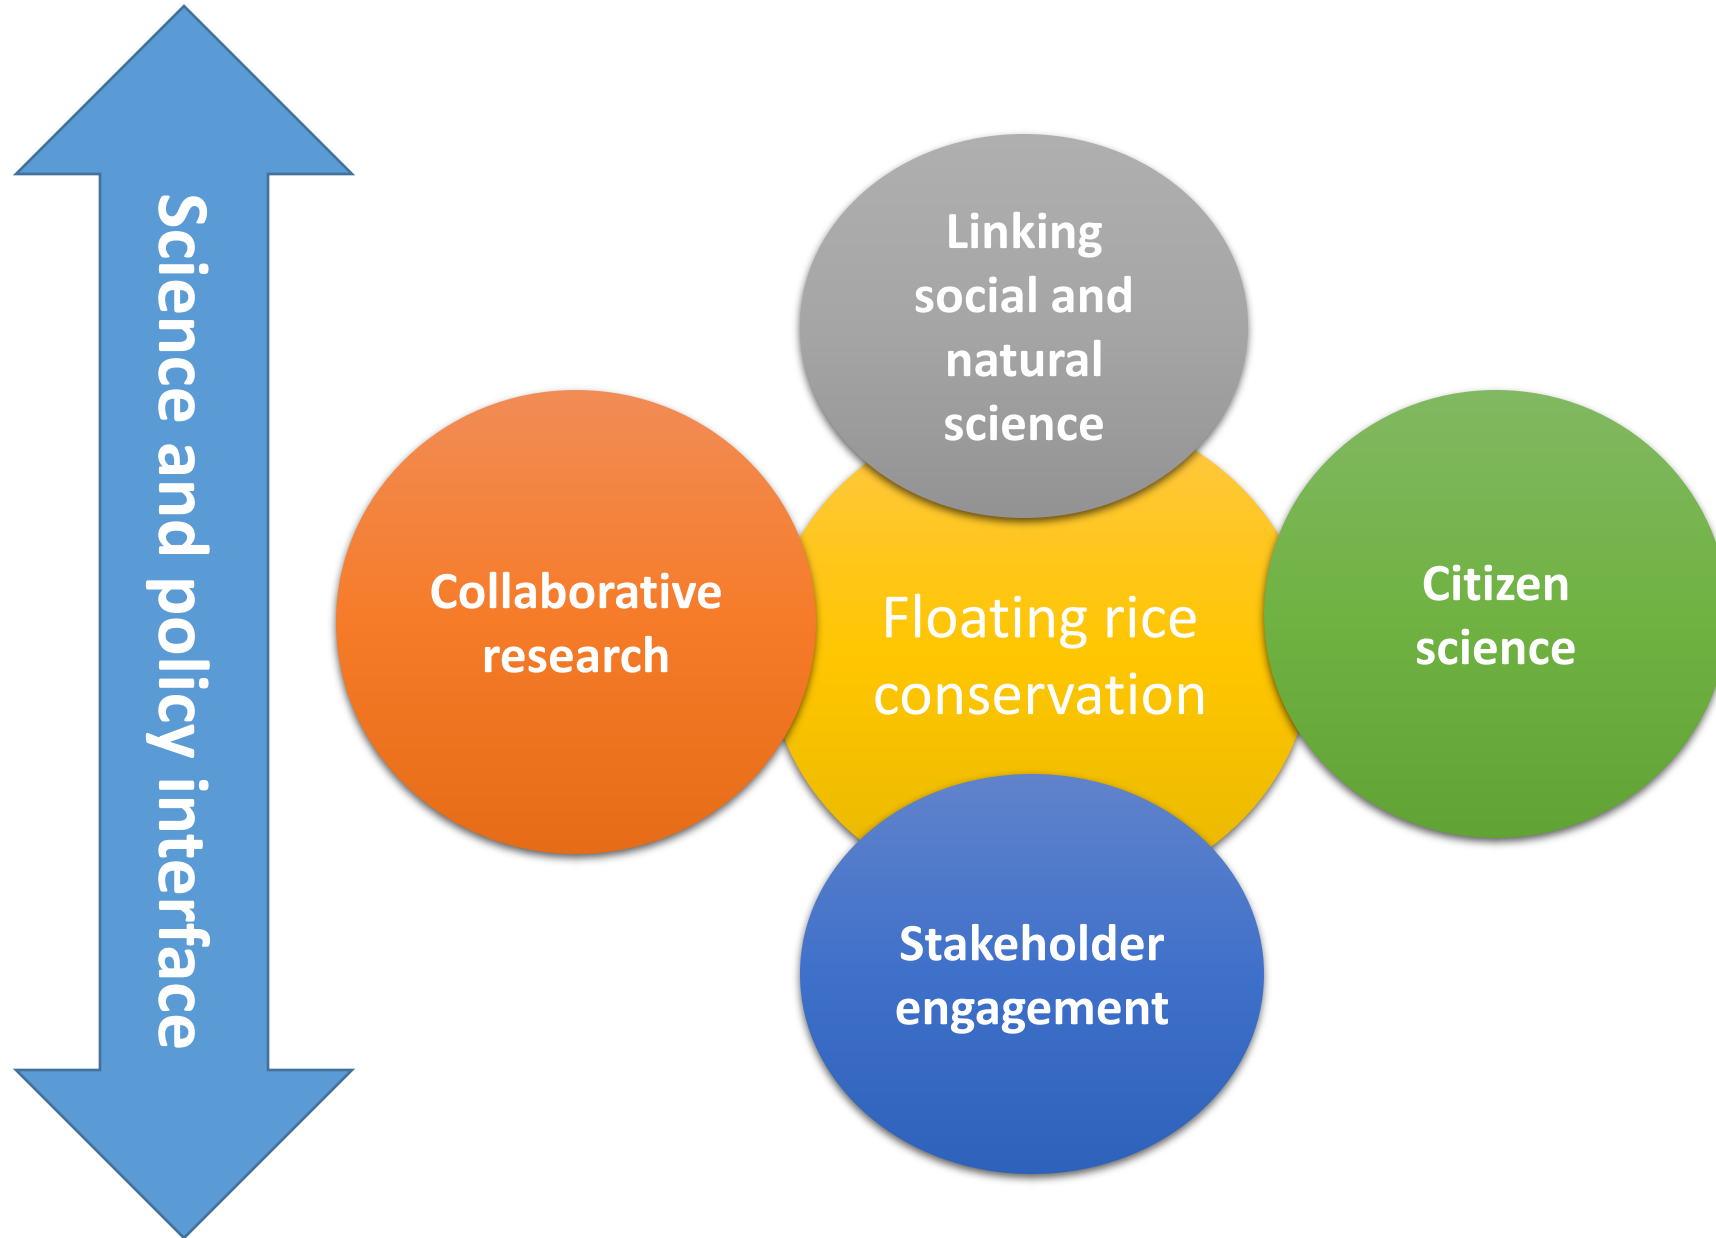 Science and policy interface
Linking
social and
natural
science
Collaborative
research
Floating rice
conservation
Citizen
science
Stakeholder
engagement